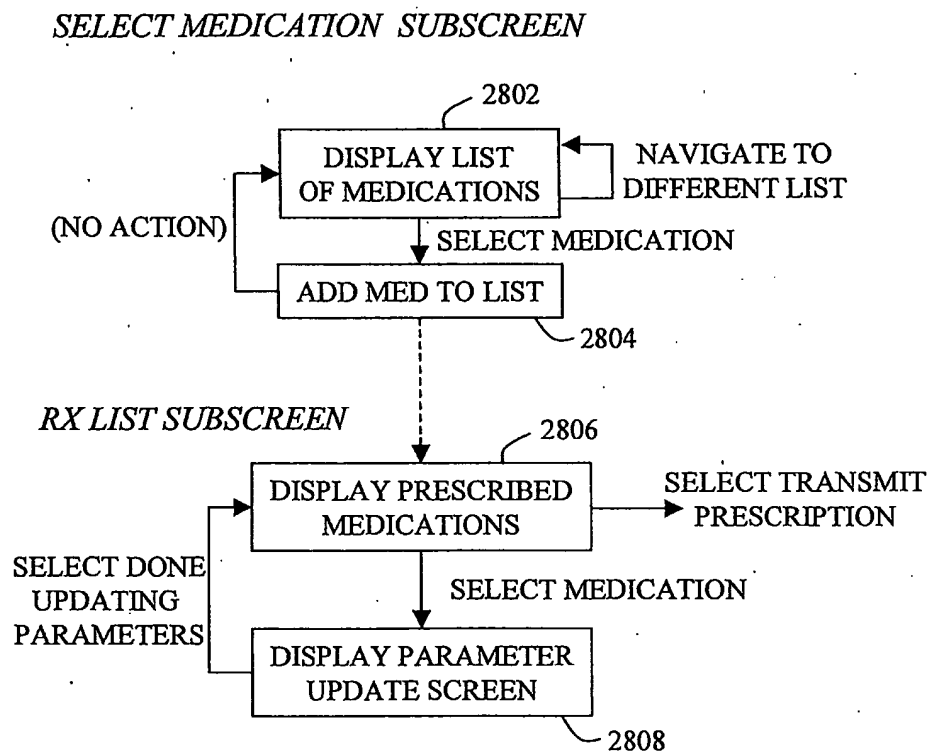 SELECT MEDICATION SUBSCREEN
2802
DISPLAY LIST
OF MEDICATIONS
NAVIGATE TO
DIFFERENT LIST
(NO ACTION)
SELECT MEDICATION
ADD MED TO LIST
2804
RX LIST SUBSCREEN
2806
DISPLAY PRESCRIBED
MEDICATIONS
SELECT TRANSMIT
PRESCRIPTION
SELECT DONE
UPDATING
PARAMETERS
SELECT MEDICATION
DISPLAY PARAMETER
UPDATE SCREEN
2808